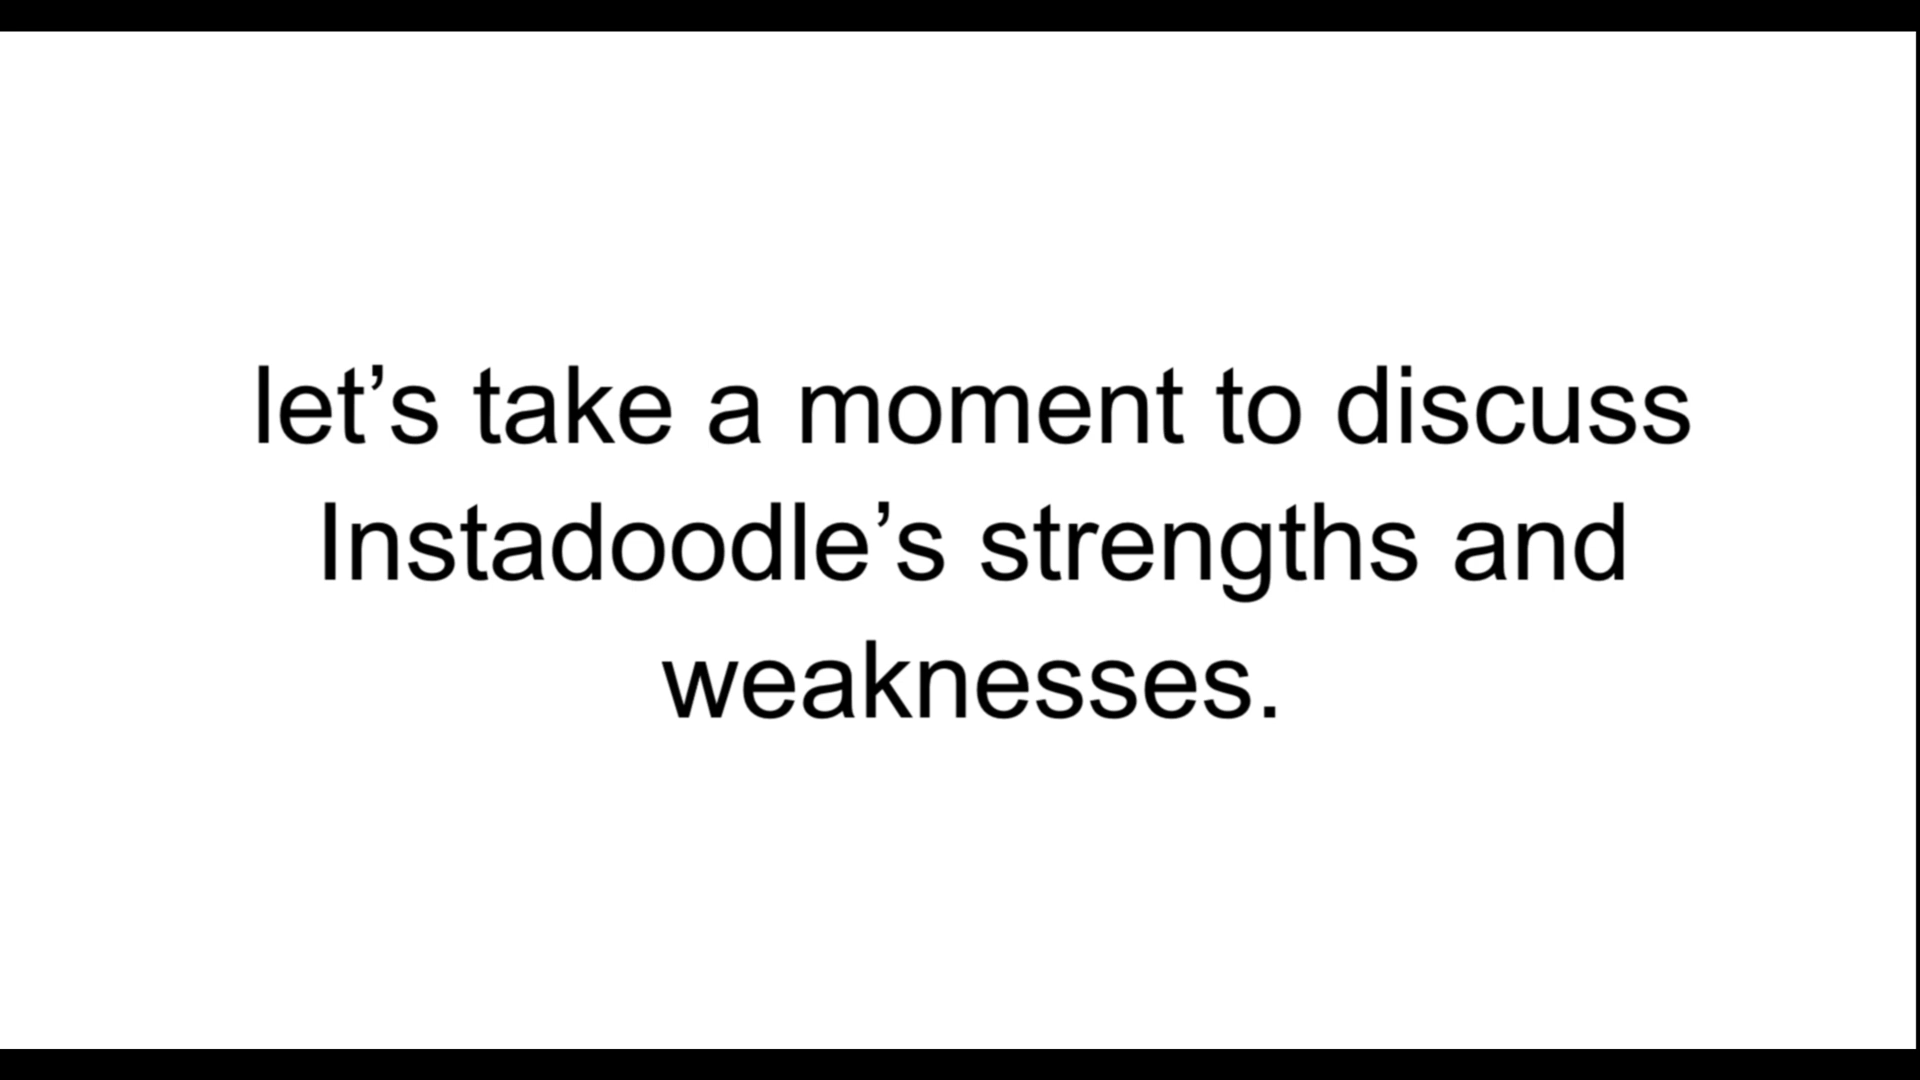 let’s take a moment to discuss
Instadoodle’s strengths and
weaknesses.